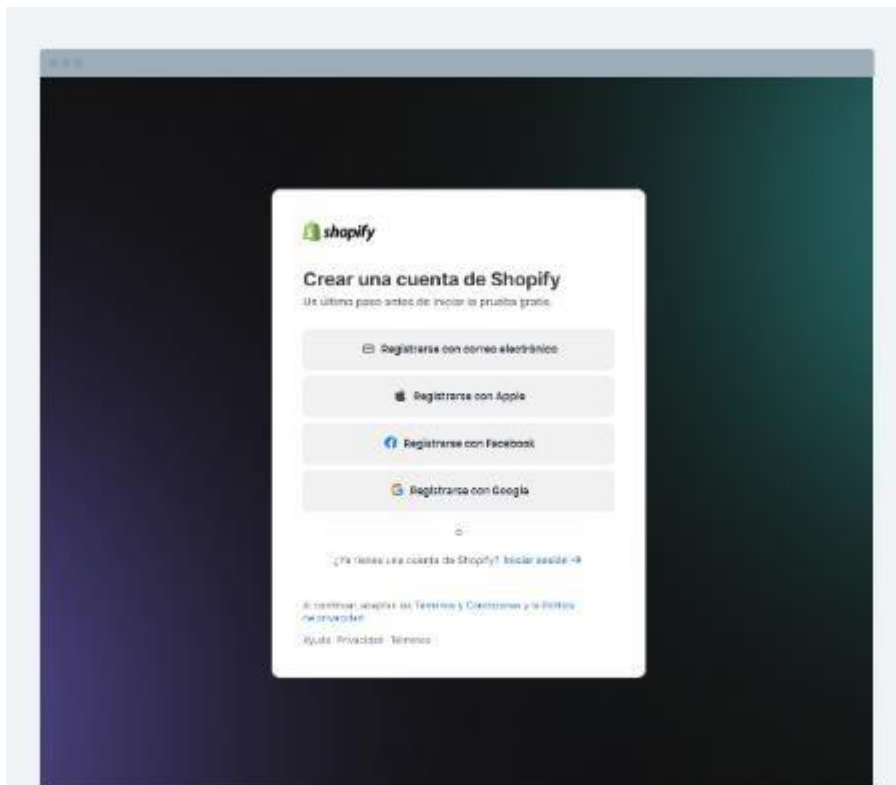 shopify
Crear una cuenta de Shopify
Un último paso antes de iniciar la prueba gratis.
Registrarse con correo electrónico
Registrarse con Apple
Registrarse con Facebook
Registrarse con Google
o
¿Ya tienes una cuenta de Shopify? Iniciar sesión →
Al continuar, aceptas los Términos y Condiciones y la Política
de privacidad.
Ayuda Privacidad Términos